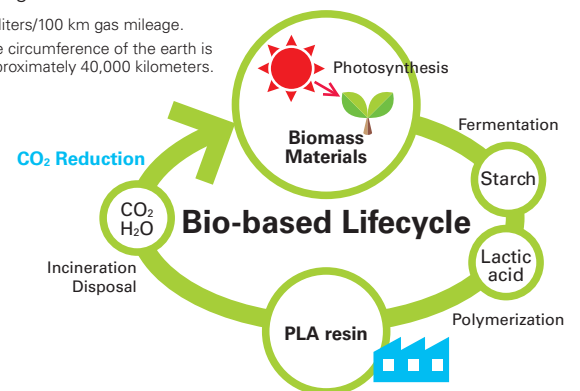 liters/100 km gas mileage.
e circumference of the earth is
proximately 40,000 kilometers.
Photosynthesis
Biomass
Materials
Fermentation
Starch
Lactic
acid
Polymerization
PLA resin
Incineration
Disposal
CO₂
H₂O
CO₂ Reduction
Bio-based Lifecycle